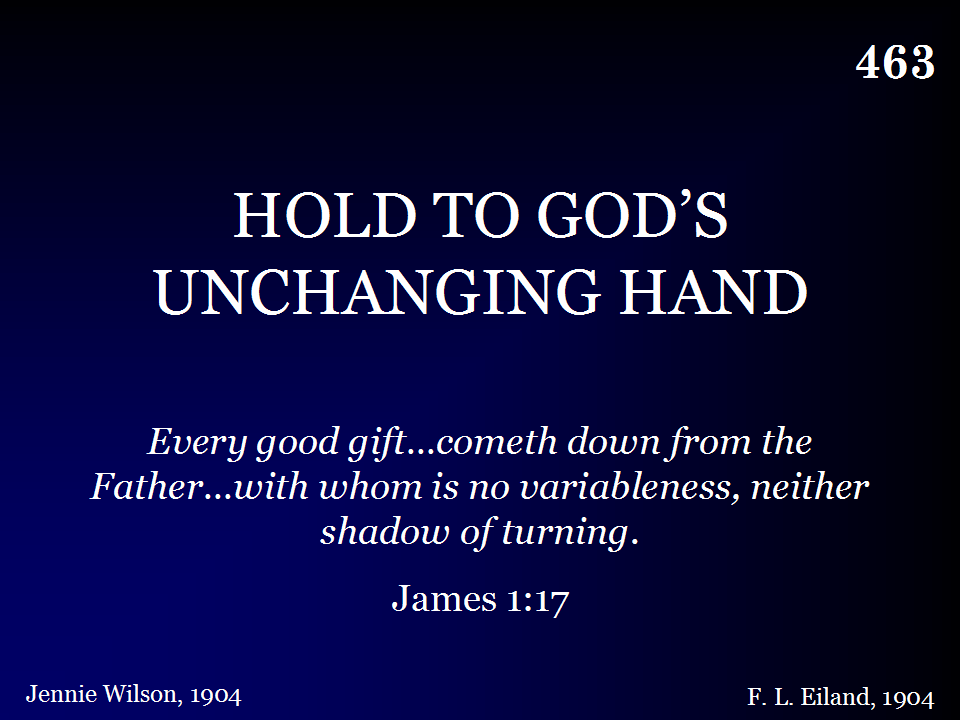 463
HOLD TO GOD’S
UNCHANGING HAND
Every good gift...cometh down from the
Father...with whom is no variableness, neither
shadow of turning.
James 1:17
Jennie Wilson, 1904
F. L. Eiland, 1904